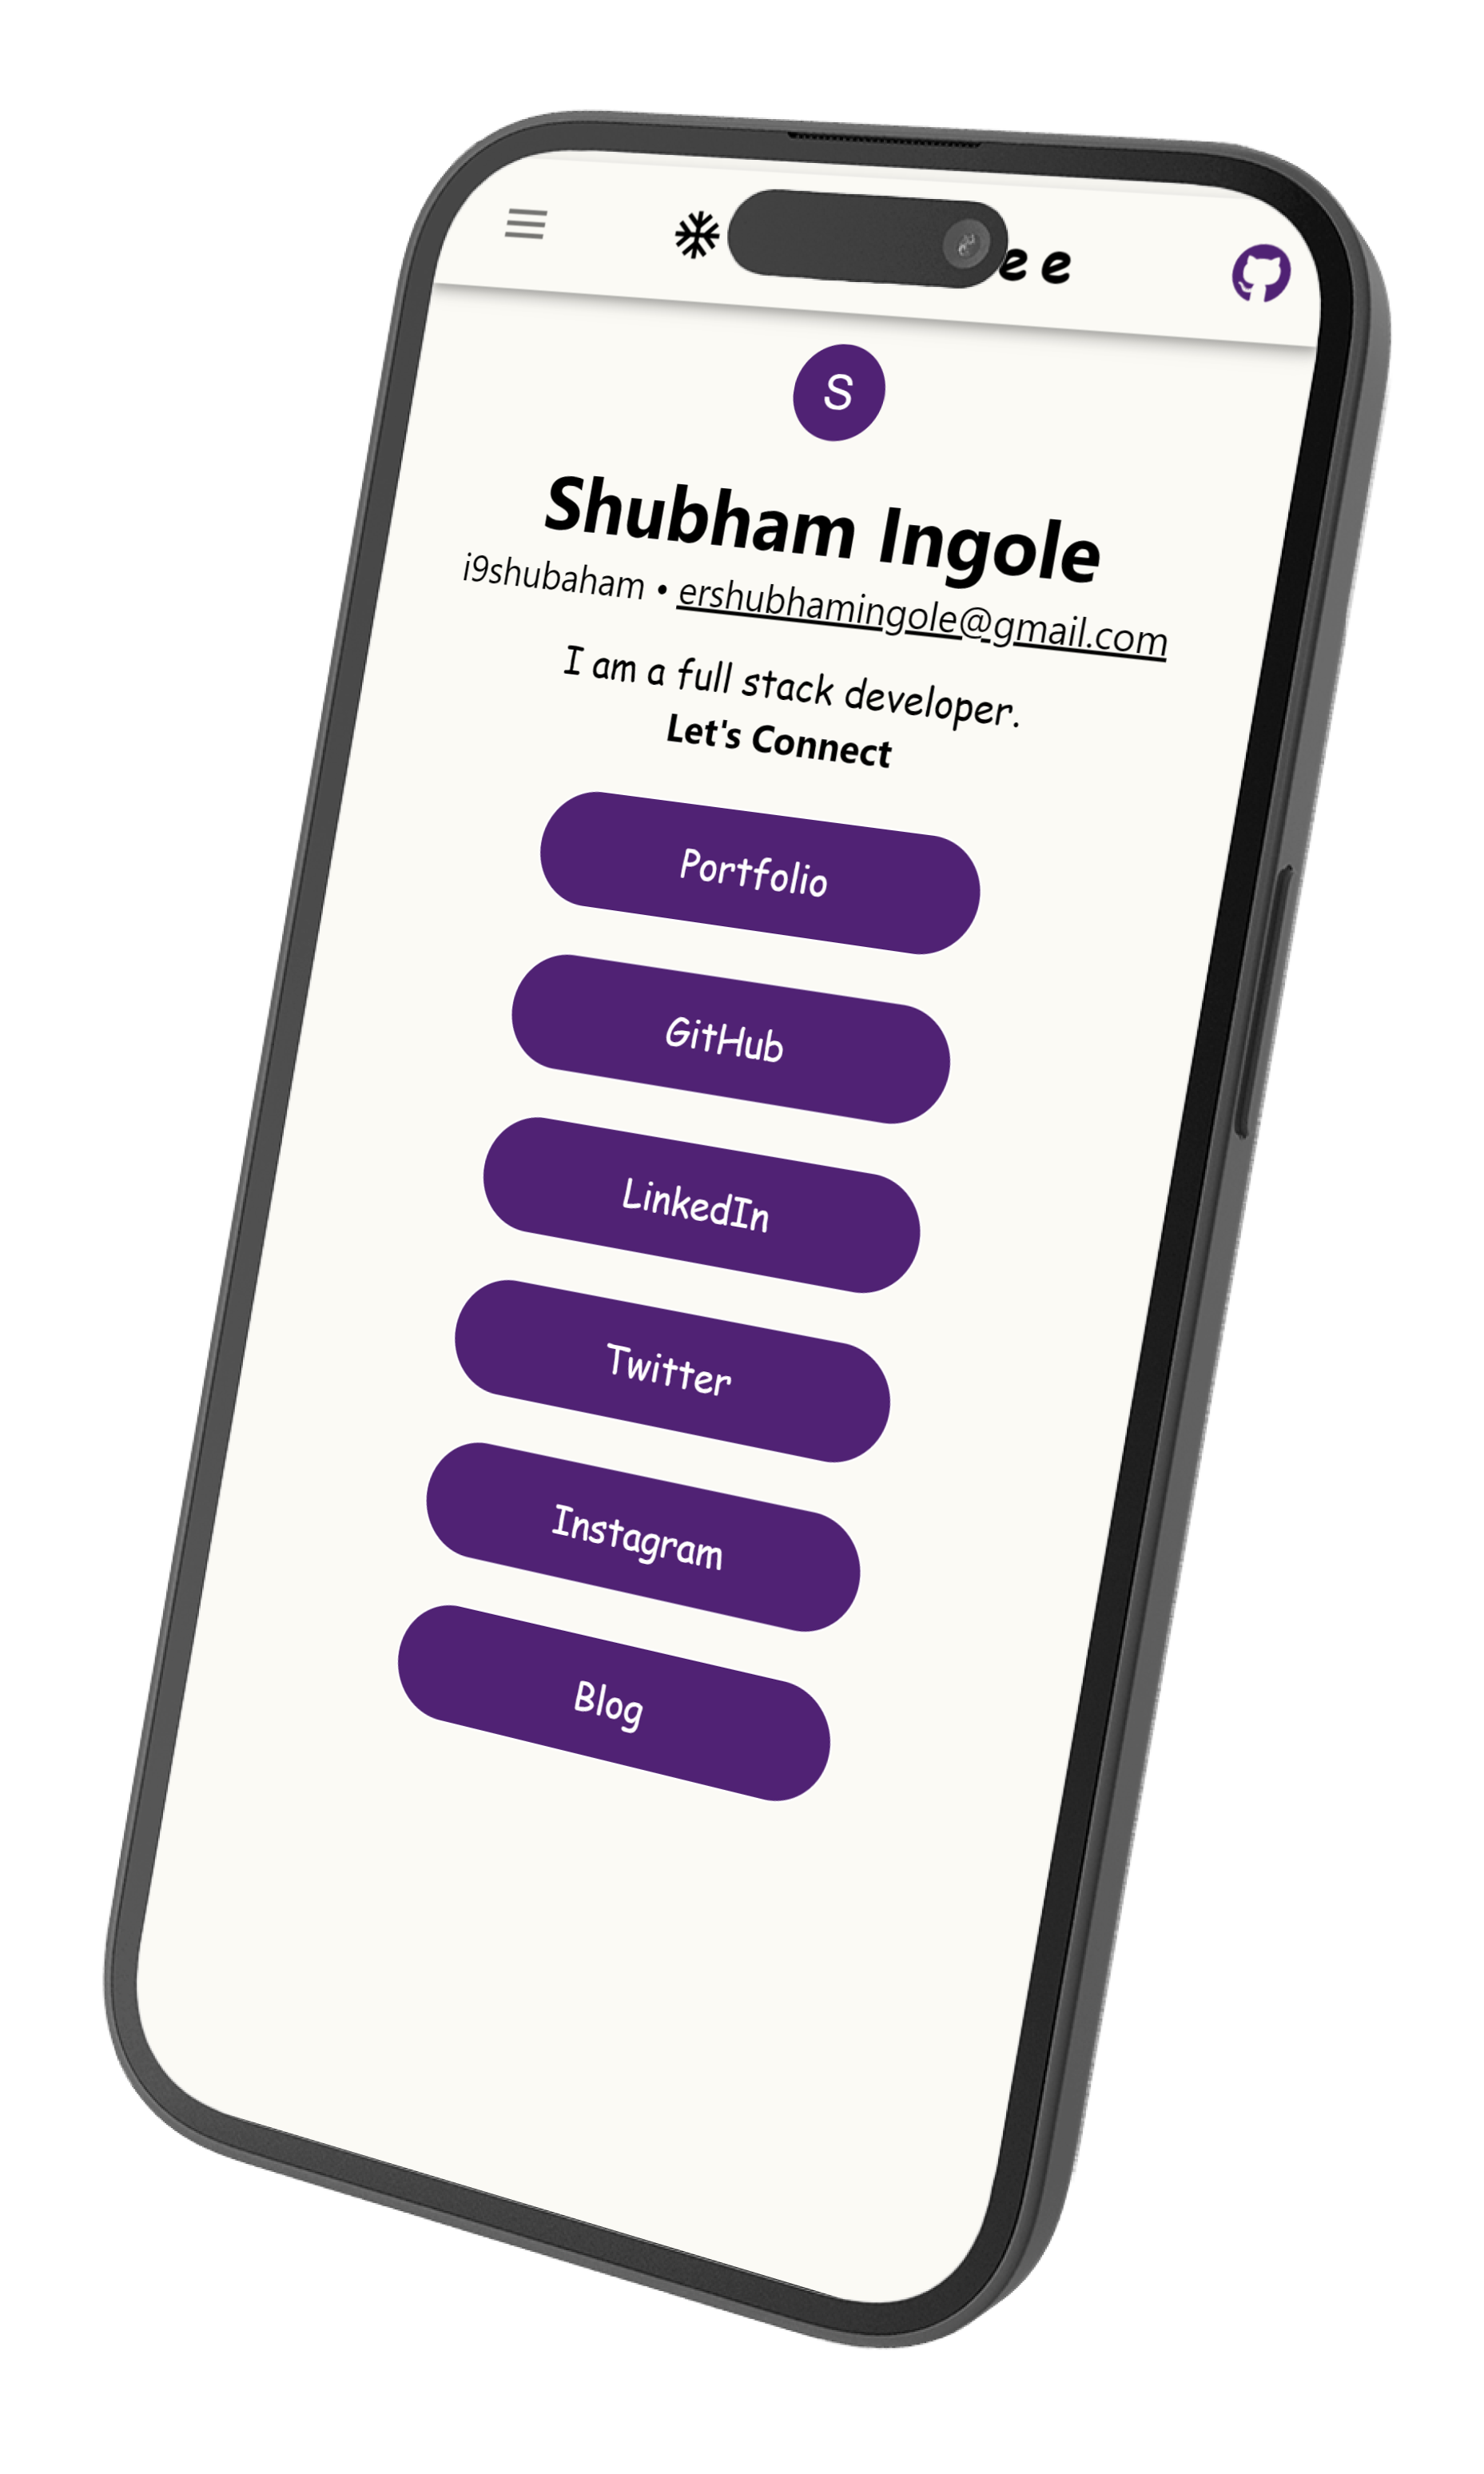 ee
S
Shubham Ingole
i9shubaham • ershubhamingole@gmail.com
I am a full stack developer.
Let's Connect
Portfolio
GitHub
LinkedIn
Twitter
Instagram
Blog